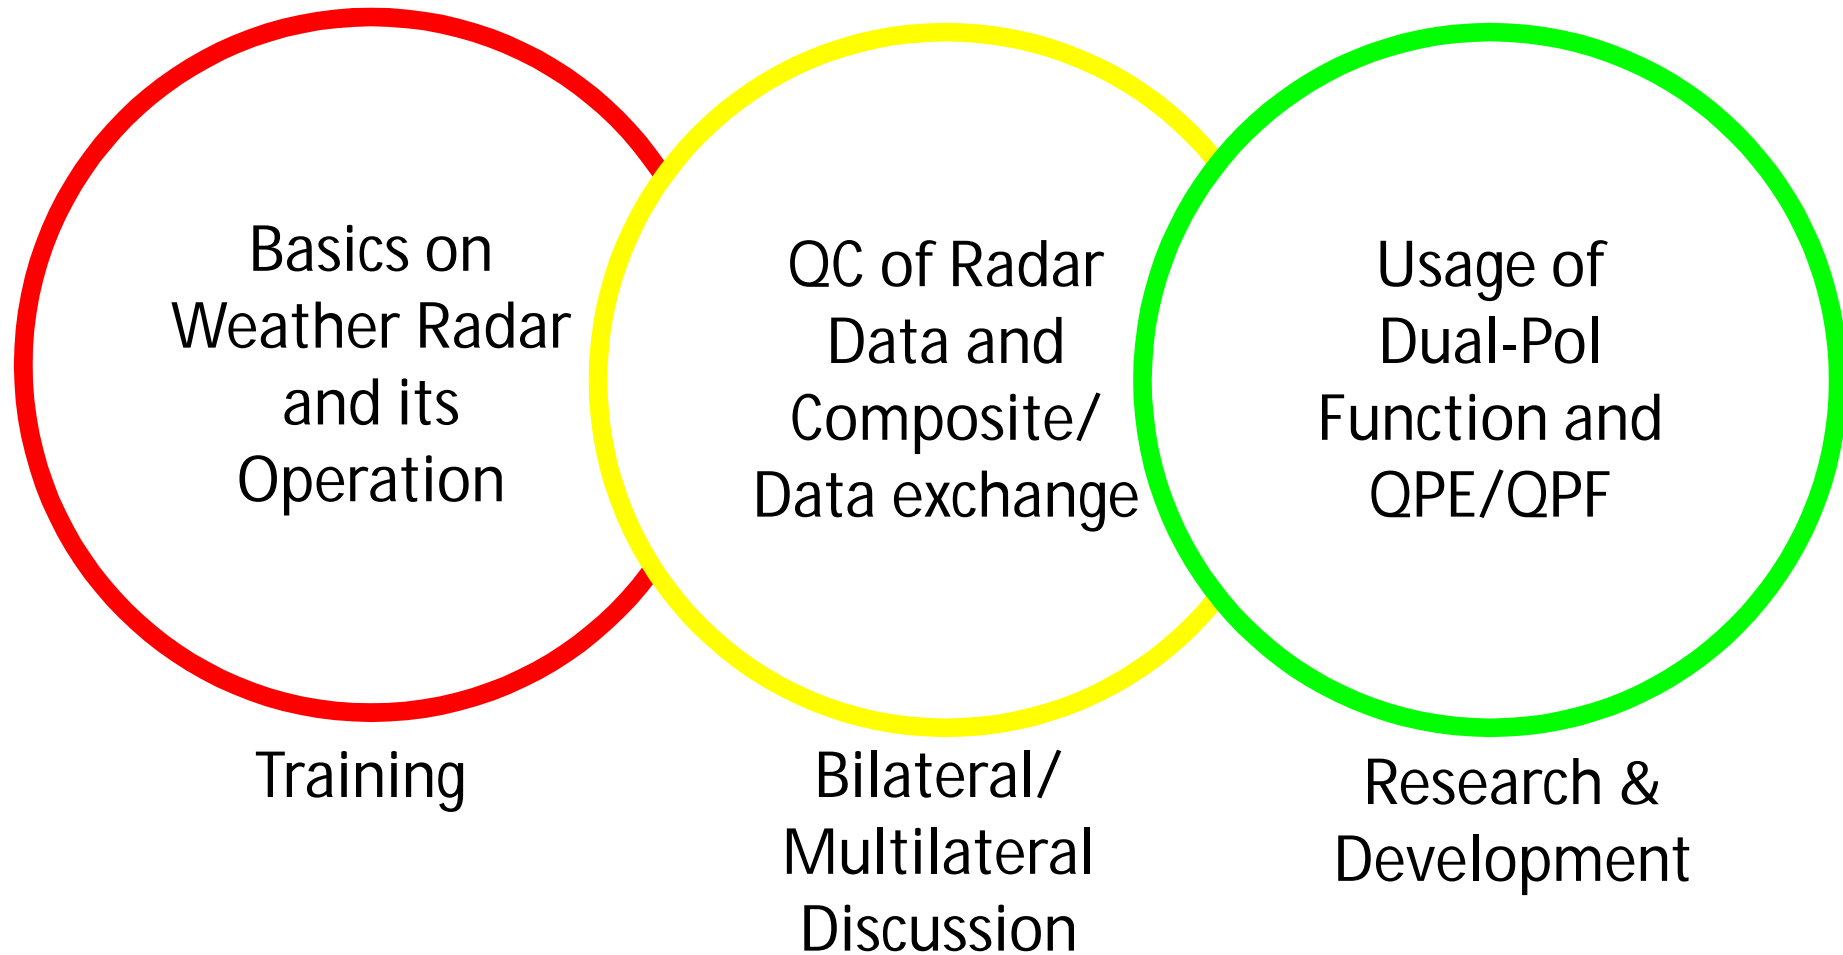 Basics on
Weather Radar
and its
Operation
QC of Radar
Data and
Composite/
Data exchange
Usage of
Dual-Pol
Function and
QPE/QPF
Training
Bilateral/
Multilateral
Discussion
Research &
Development